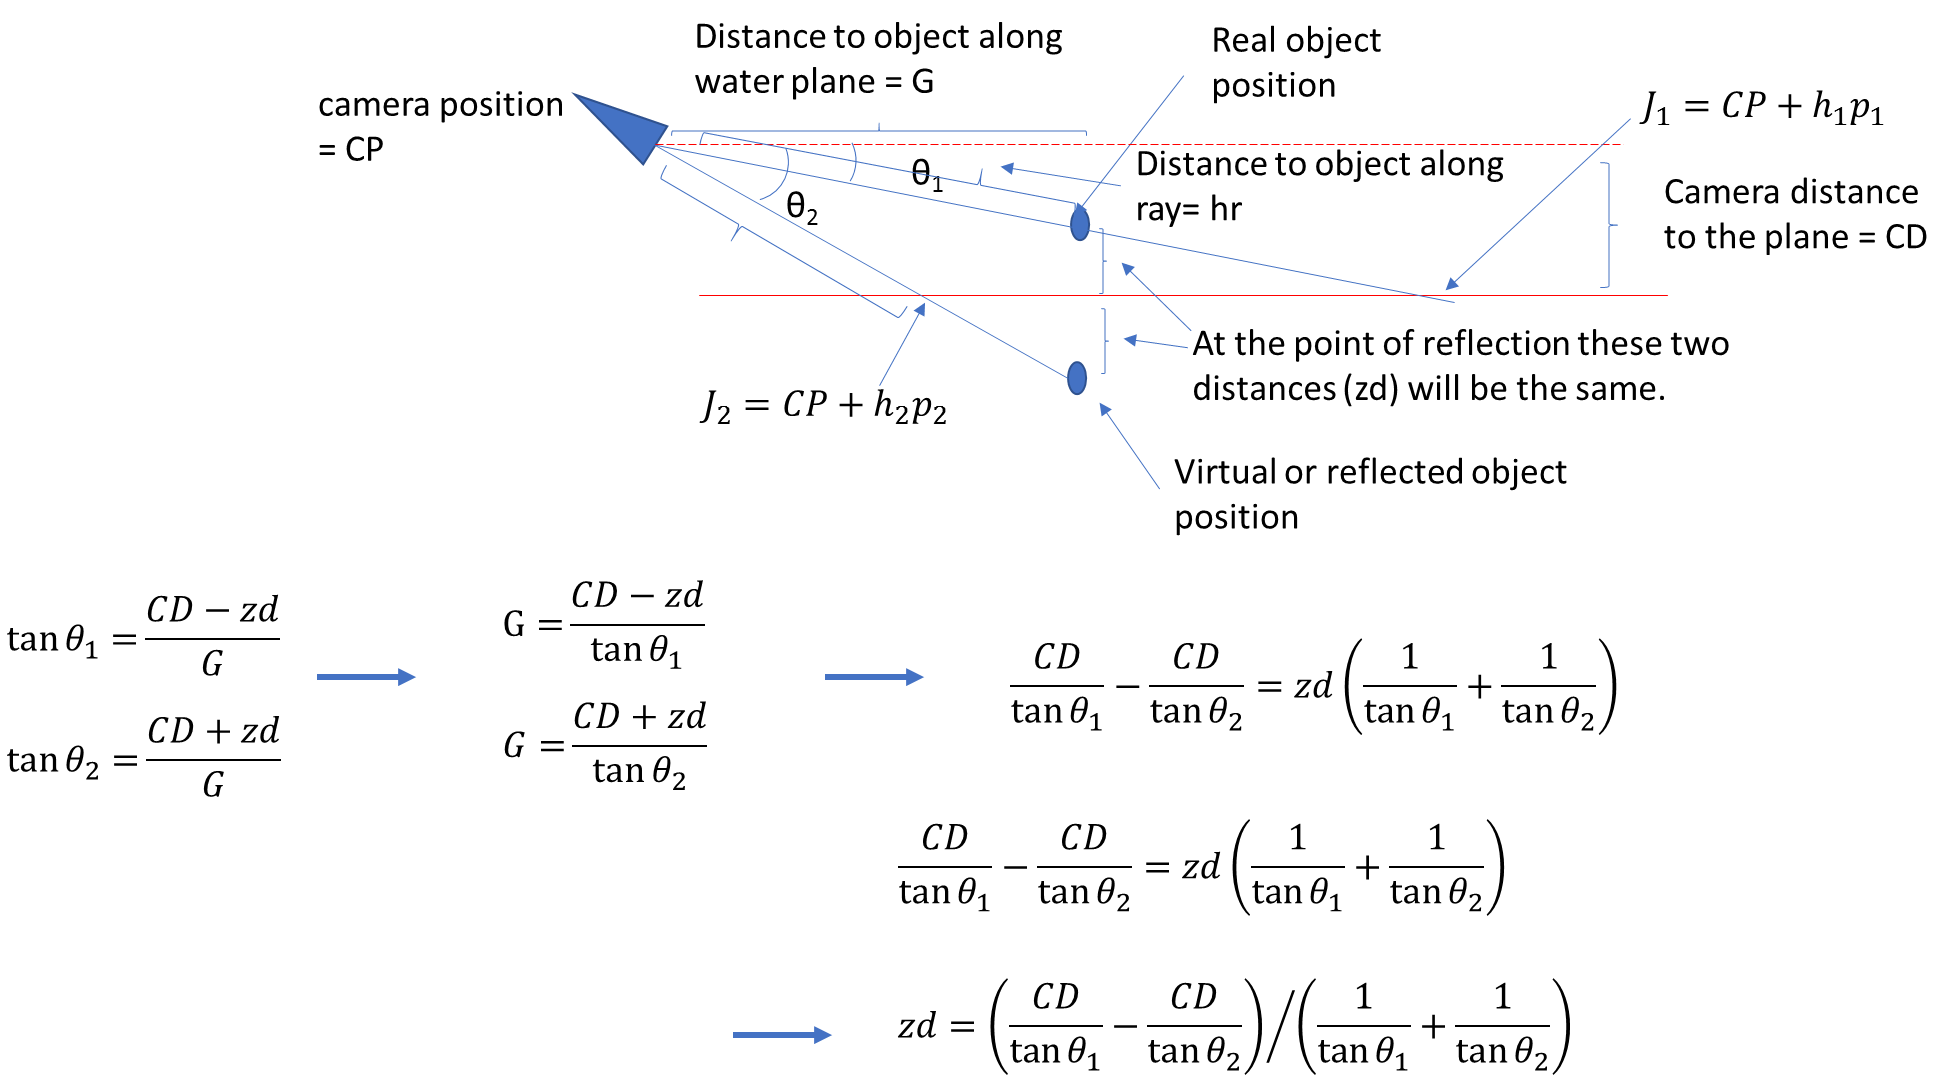 Distance to object along
water plane = G
Real object
position
camera position
= CP
J₁ = CP + h₁p₁
θ₁
θ₂
Distance to object along
ray= hr
Camera distance
to the plane = CD
At the point of reflection these two
distances (zd) will be the same.
J₂ = CP + h₂p₂
Virtual or reflected object
position
tan θ₁ = (CD − zd)/G
tan θ₂ = (CD + zd)/G
G = (CD − zd)/(tan θ₁)
G = (CD + zd)/(tan θ₂)
CD/(tan θ₁) − CD/(tan θ₂) = zd (1/(tan θ₁) + 1/(tan θ₂))
CD/(tan θ₁) − CD/(tan θ₂) = zd (1/(tan θ₁) + 1/(tan θ₂))
zd = (CD/(tan θ₁) − CD/(tan θ₂)) / (1/(tan θ₁) + 1/(tan θ₂))